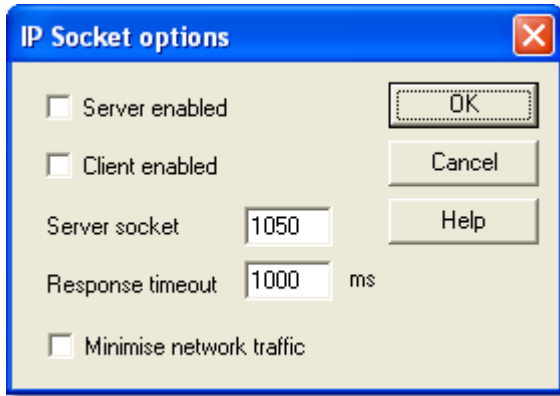 IP Socket options
Server enabled
OK
Client enabled
Cancel
Server socket 1050
Help
Response timeout 1000 ms
Minimise network traffic